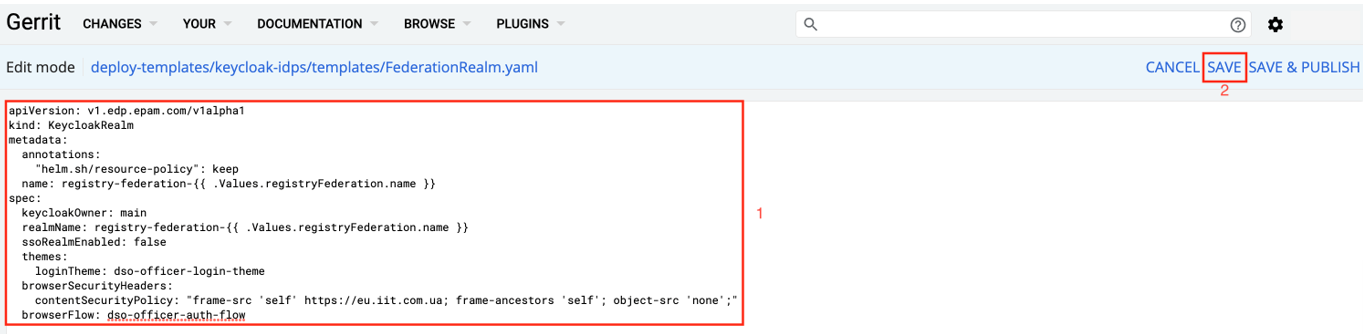 Gerrit CHANGES YOUR DOCUMENTATION BROWSE PLUGINS
Edit mode deploy-templates/keycloak-idps/templates/FederationRealm.yaml CANCEL SAVE SAVE & PUBLISH
2
apiVersion: v1.edp.epam.com/v1alpha1
kind: KeycloakRealm
metadata:
  annotations:
    "helm.sh/resource-policy": keep
  name: registry-federation-{{ .Values.registryFederation.name }}
spec:
  keycloakOwner: main
  realmName: registry-federation-{{ .Values.registryFederation.name }}
  ssoRealmEnabled: false
  themes:
    loginTheme: dso-officer-login-theme
  browserSecurityHeaders:
    contentSecurityPolicy: "frame-src 'self' https://eu.iit.com.ua; frame-ancestors 'self'; object-src 'none';"
  browserFlow: dso-officer-auth-flow
1